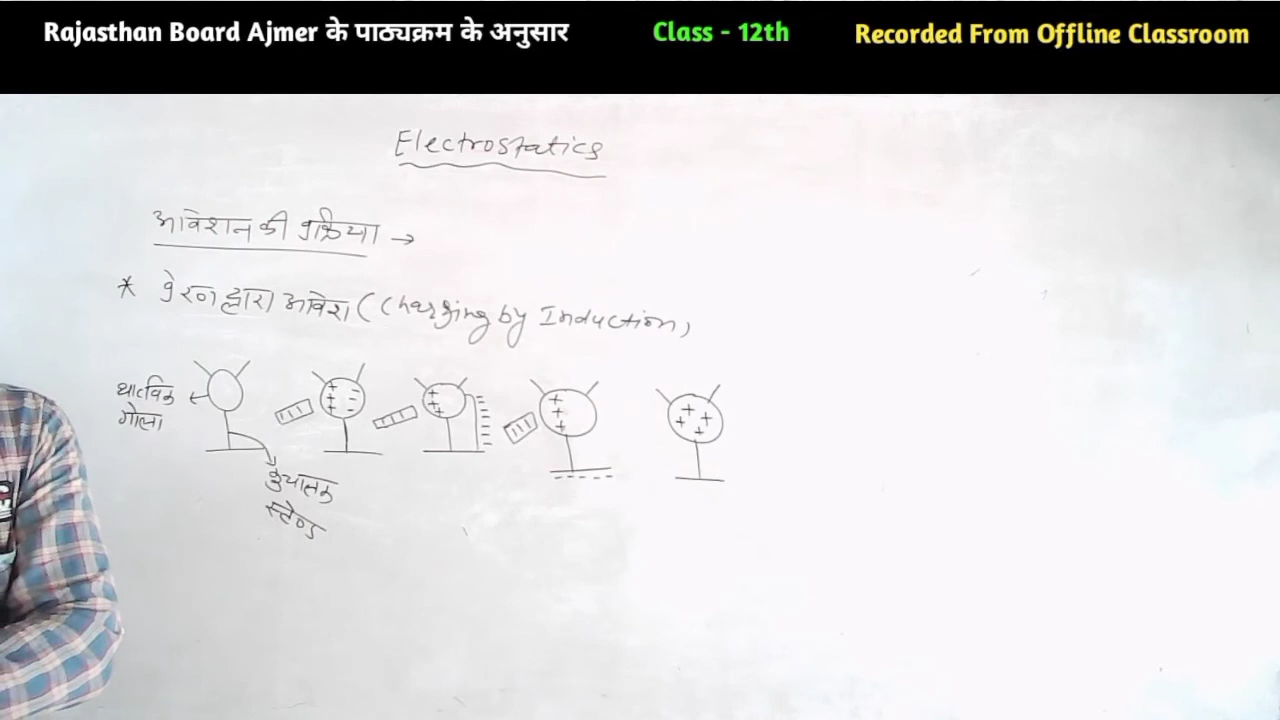 Rajasthan Board Ajmer के पाठ्यक्रम के अनुसार Class - 12th Recorded From Offline Classroom
Electrostatics
आवेशन की प्रक्रिया →
* प्रेरण द्वारा आवेश (Charging by Induction)
धात्विक
गोला
कुचालक
स्टेण्ड